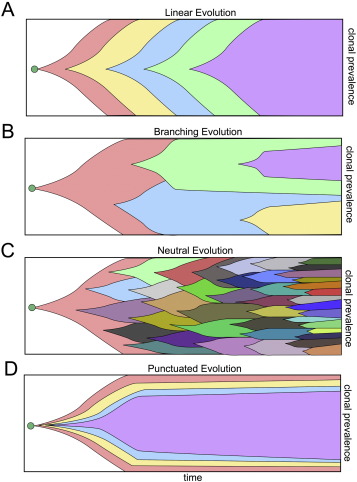 A
Linear Evolution
clonal prevalence
B
Branching Evolution
clonal prevalence
C
Neutral Evolution
clonal prevalence
D
Punctuated Evolution
clonal prevalence
time